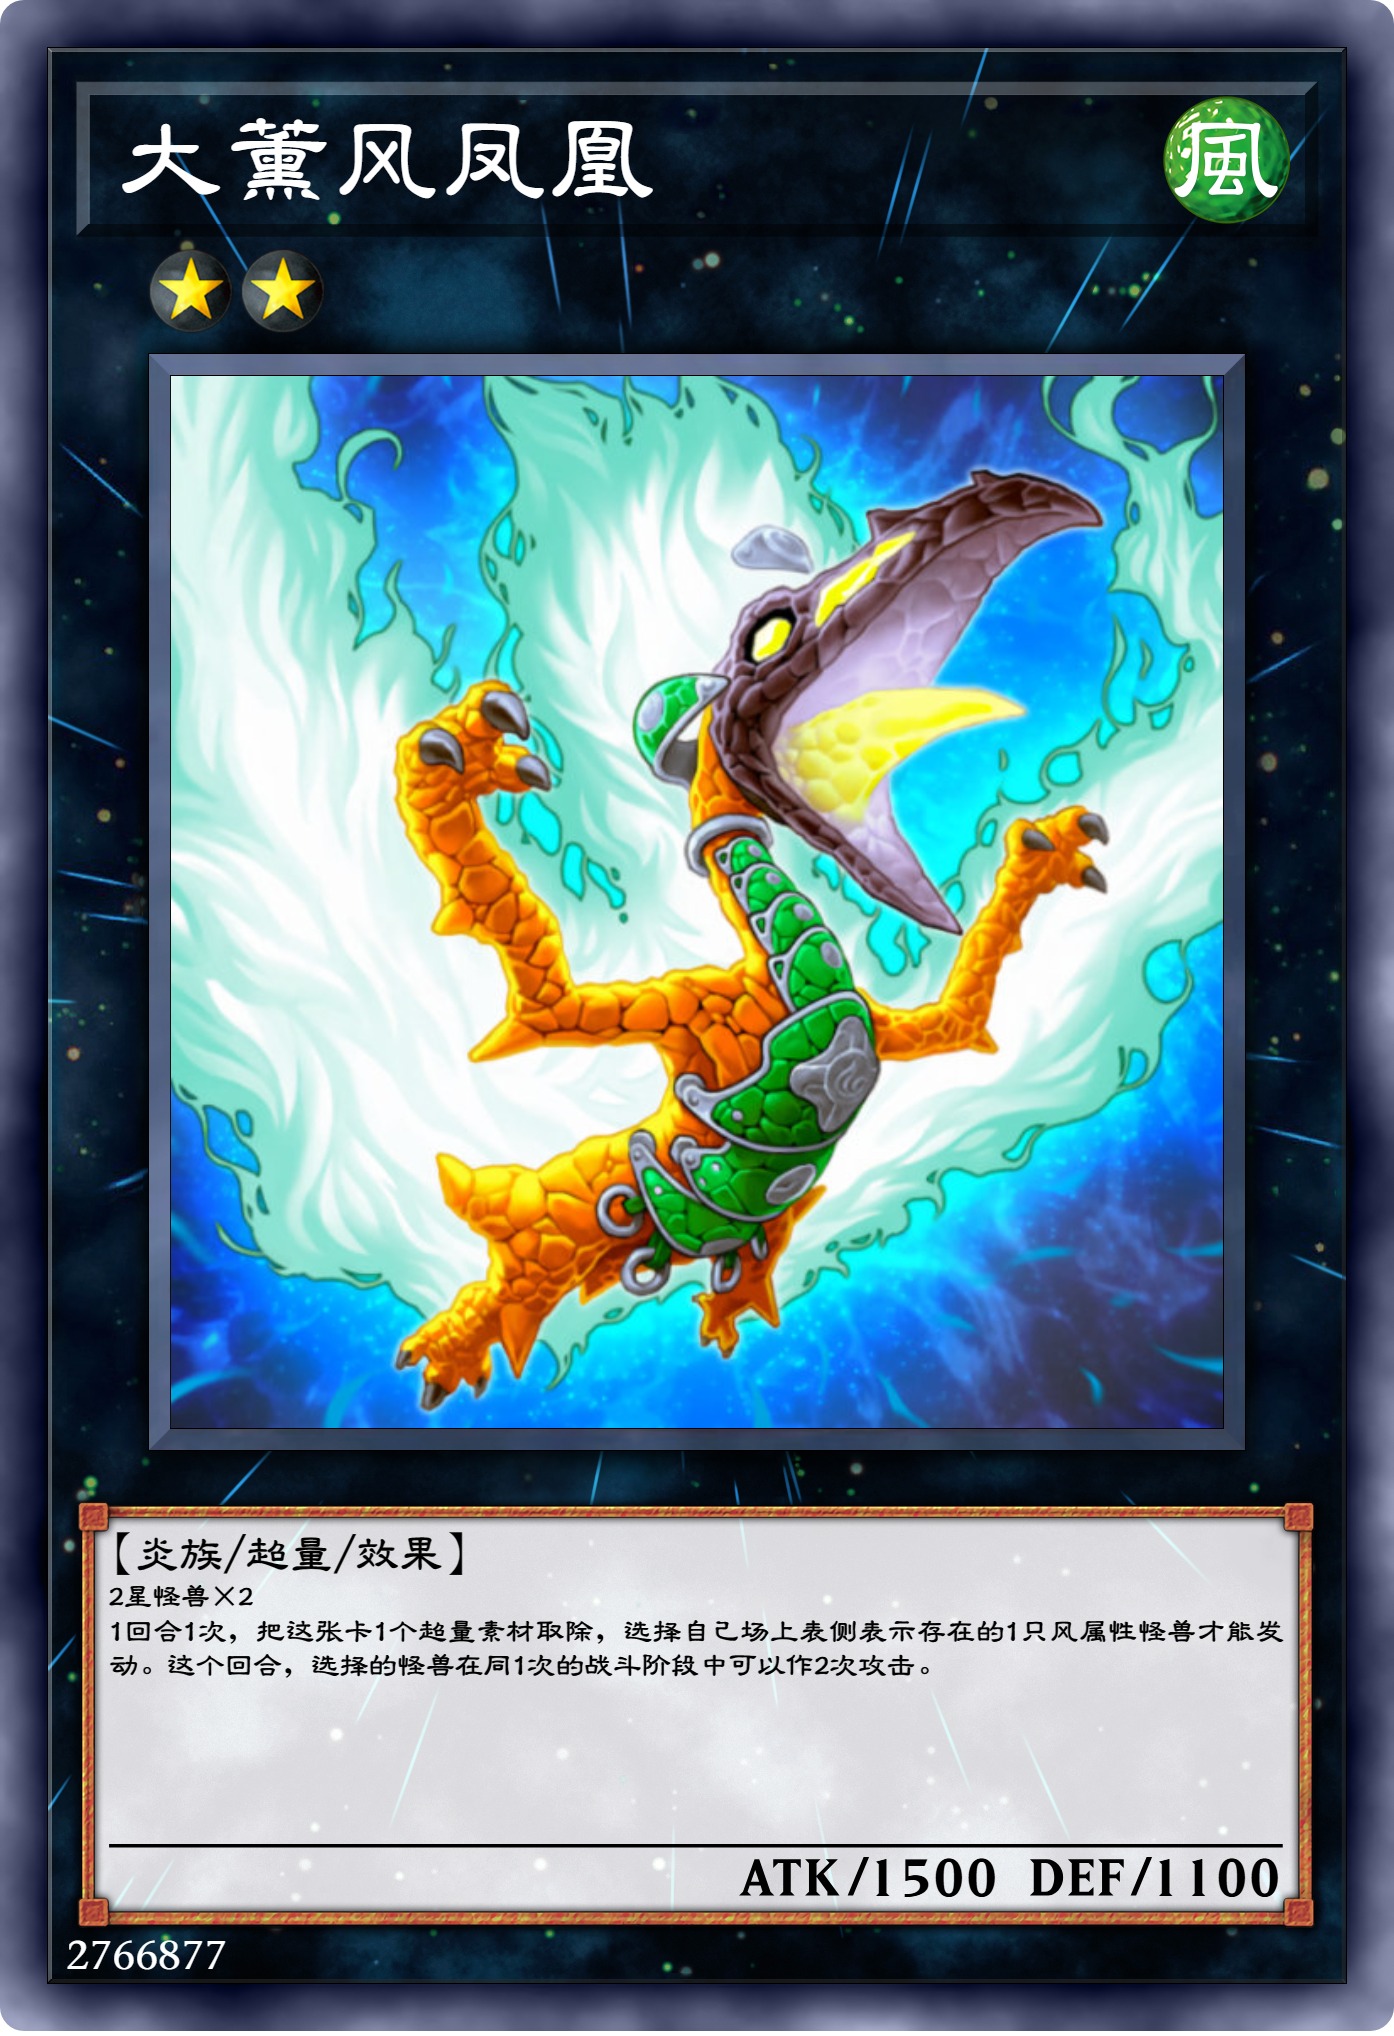 大薰风凤凰
風
【炎族/超量/效果】
2星怪兽×2
1回合1次，把这张卡1个超量素材取除，选择自己场上表侧表示存在的1只风属性怪兽才能发
动。这个回合，选择的怪兽在同1次的战斗阶段中可以作2次攻击。
ATK/1500 DEF/1100
2766877